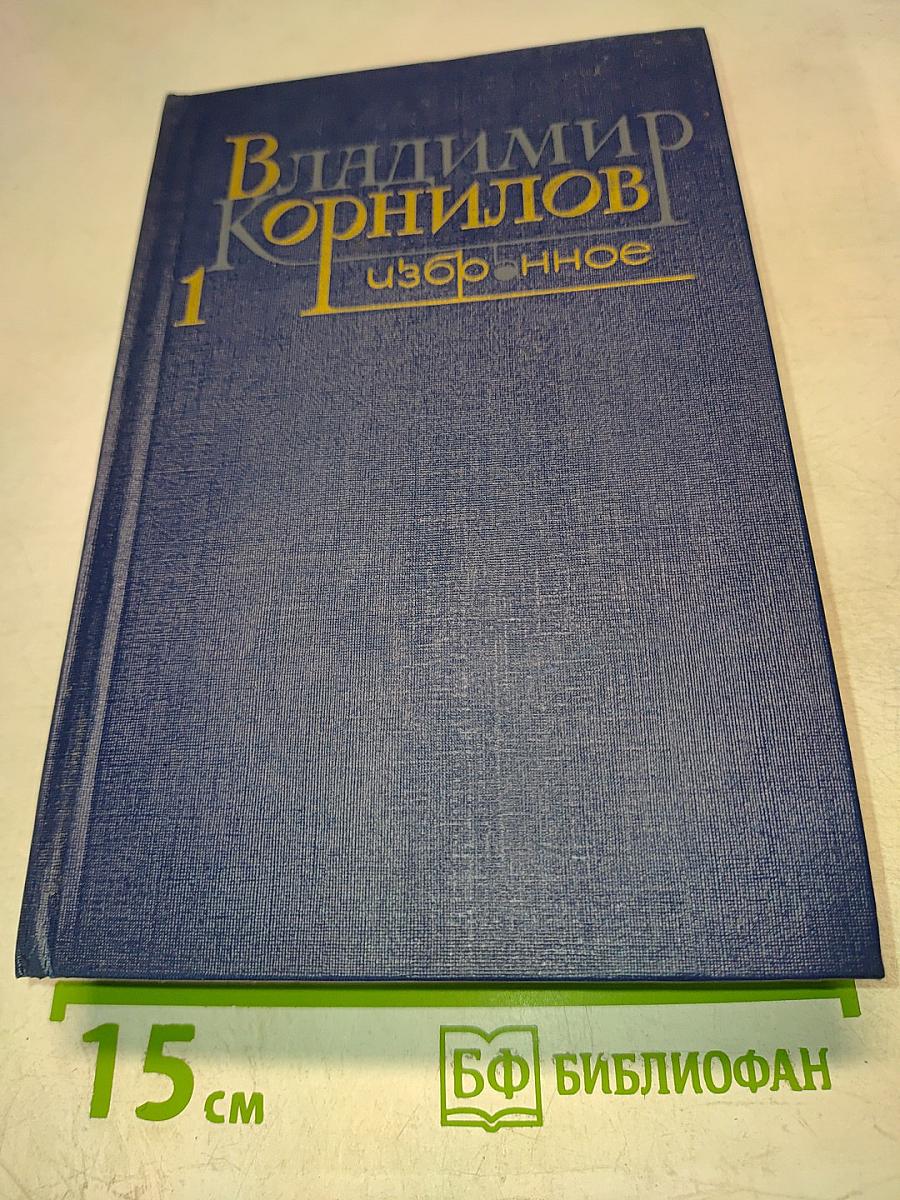 Владимир
Корнилов
1
избранное
15 см
БФ БИБЛИОФАН